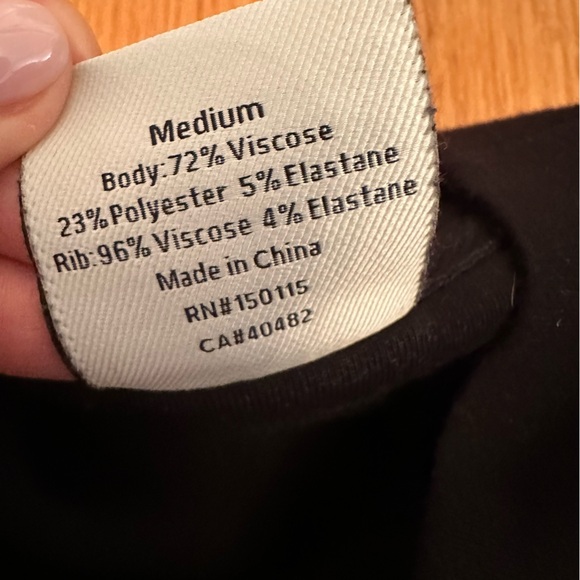 Medium
Body:72% Viscose
23% Polyester 5% Elastane
Rib:96% Viscose 4% Elastane
Made in China
RN#150115
CA#40482